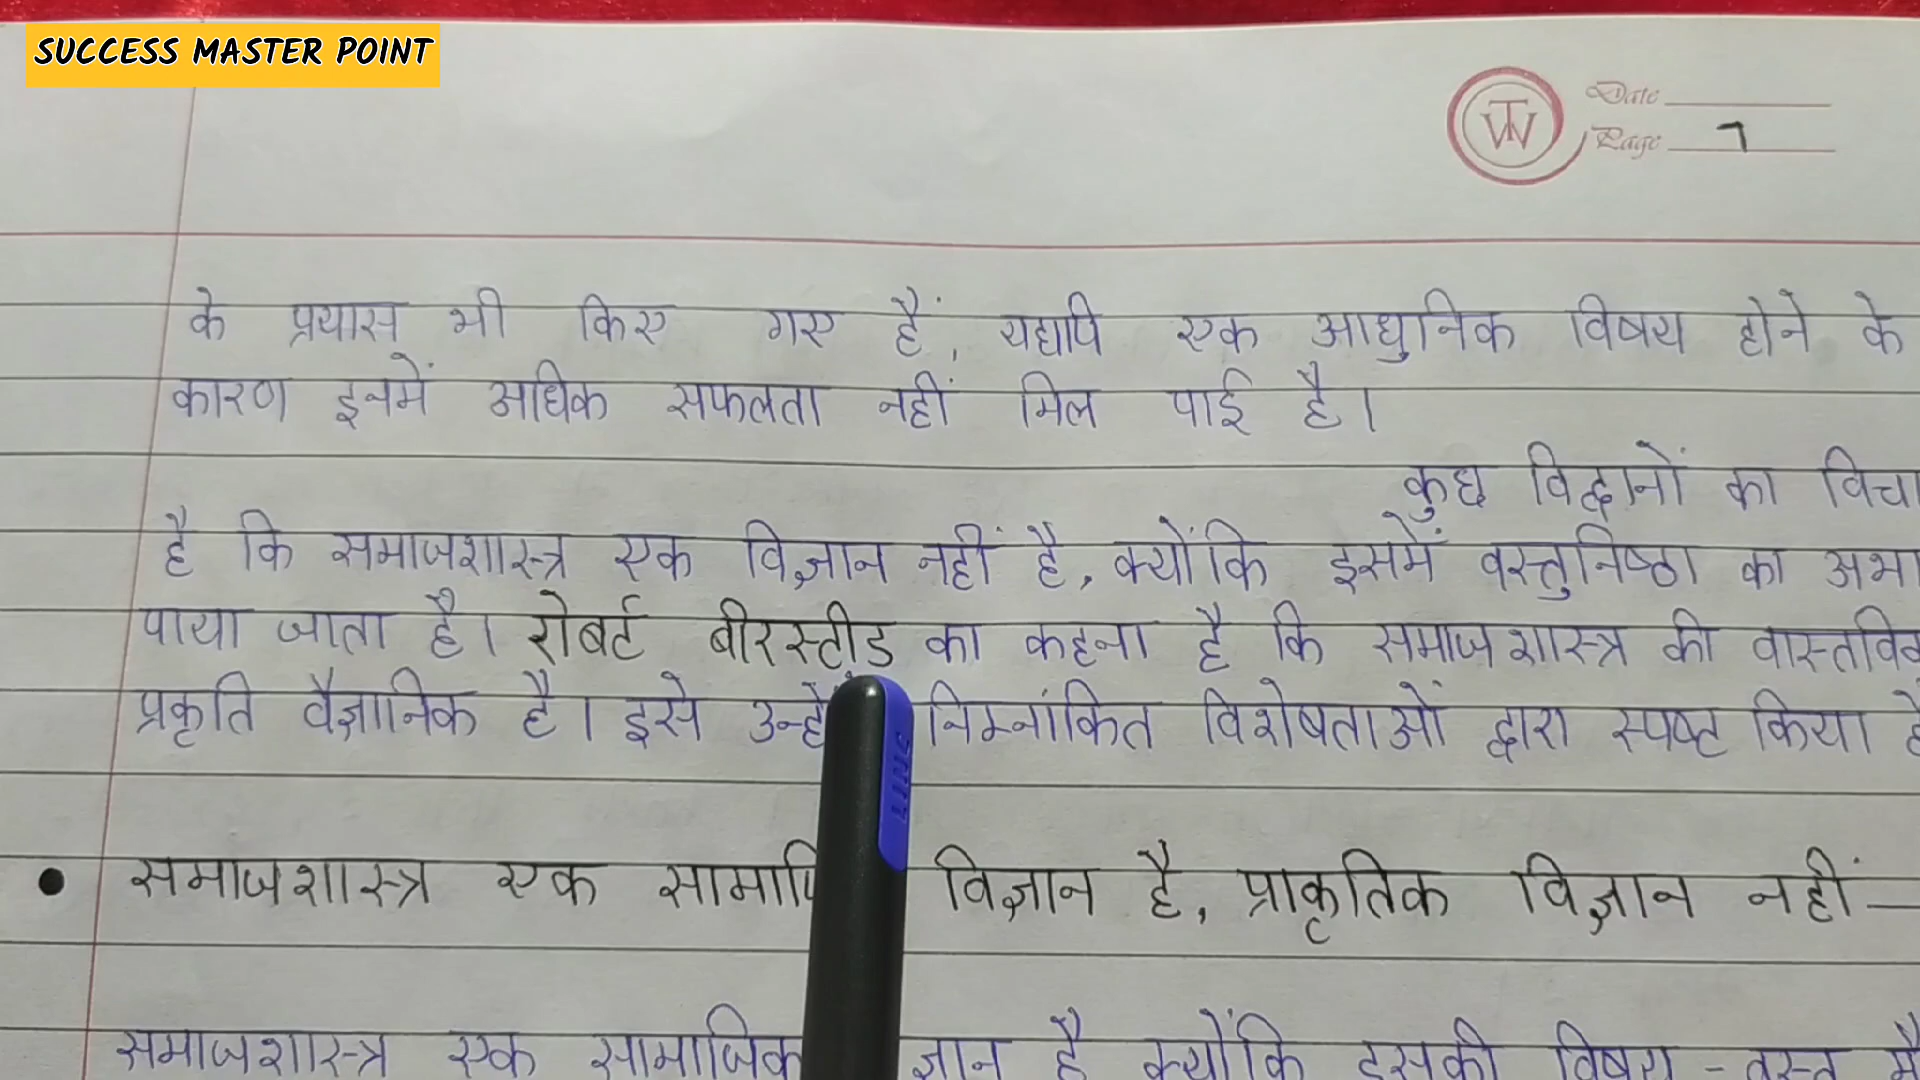 SUCCESS MASTER POINT
TW
Date
Page 7
के प्रयास भी किए गए हैं, यद्यपि एक आधुनिक विषय होने के
कारण इनमें अधिक सफलता नहीं मिल पाई है।
कुछ विद्वानों का विचा
है कि समाजशास्त्र एक विज्ञान नहीं है, क्योंकि इसमें वस्तुनिष्ठा का अभा
पाया जाता है। रोबर्ट बीरस्टीड का कहना है कि समाजशास्त्र की वास्तविक
प्रकृति वैज्ञानिक है। इसे निम्नांकित विशेषताओं द्वारा स्पष्ट किया है
• समाजशास्त्र एक विज्ञान है, प्राकृतिक विज्ञान नहीं —
समाजशास्त्र एक सामाजिक है क्योंकि इसकी विषय - वस्तु
LINC